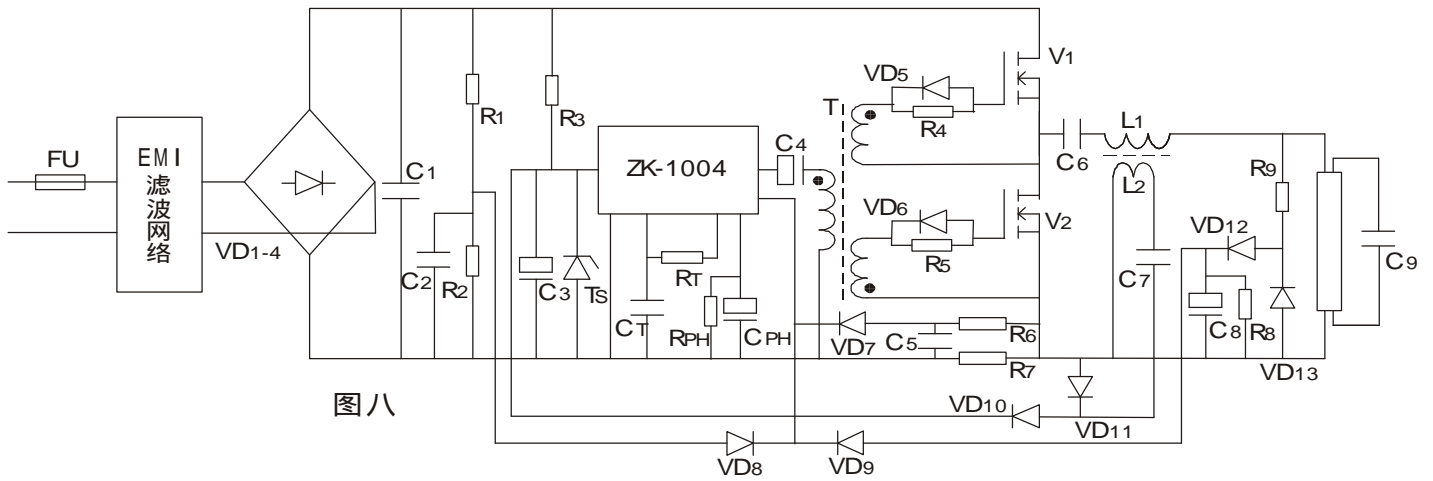 FU
EMI
滤
波
网
络
VD1-4
C1
C2
R1
R2
R3
C3
TS
ZK-1004
CT
RT
RPH
CPH
C4
T
VD5
R4
VD6
R5
V1
V2
C6
L1
L2
C7
R9
VD12
C8
R8
VD13
C9
VD7
C5
R6
R7
VD10
VD11
VD8
VD9
图八